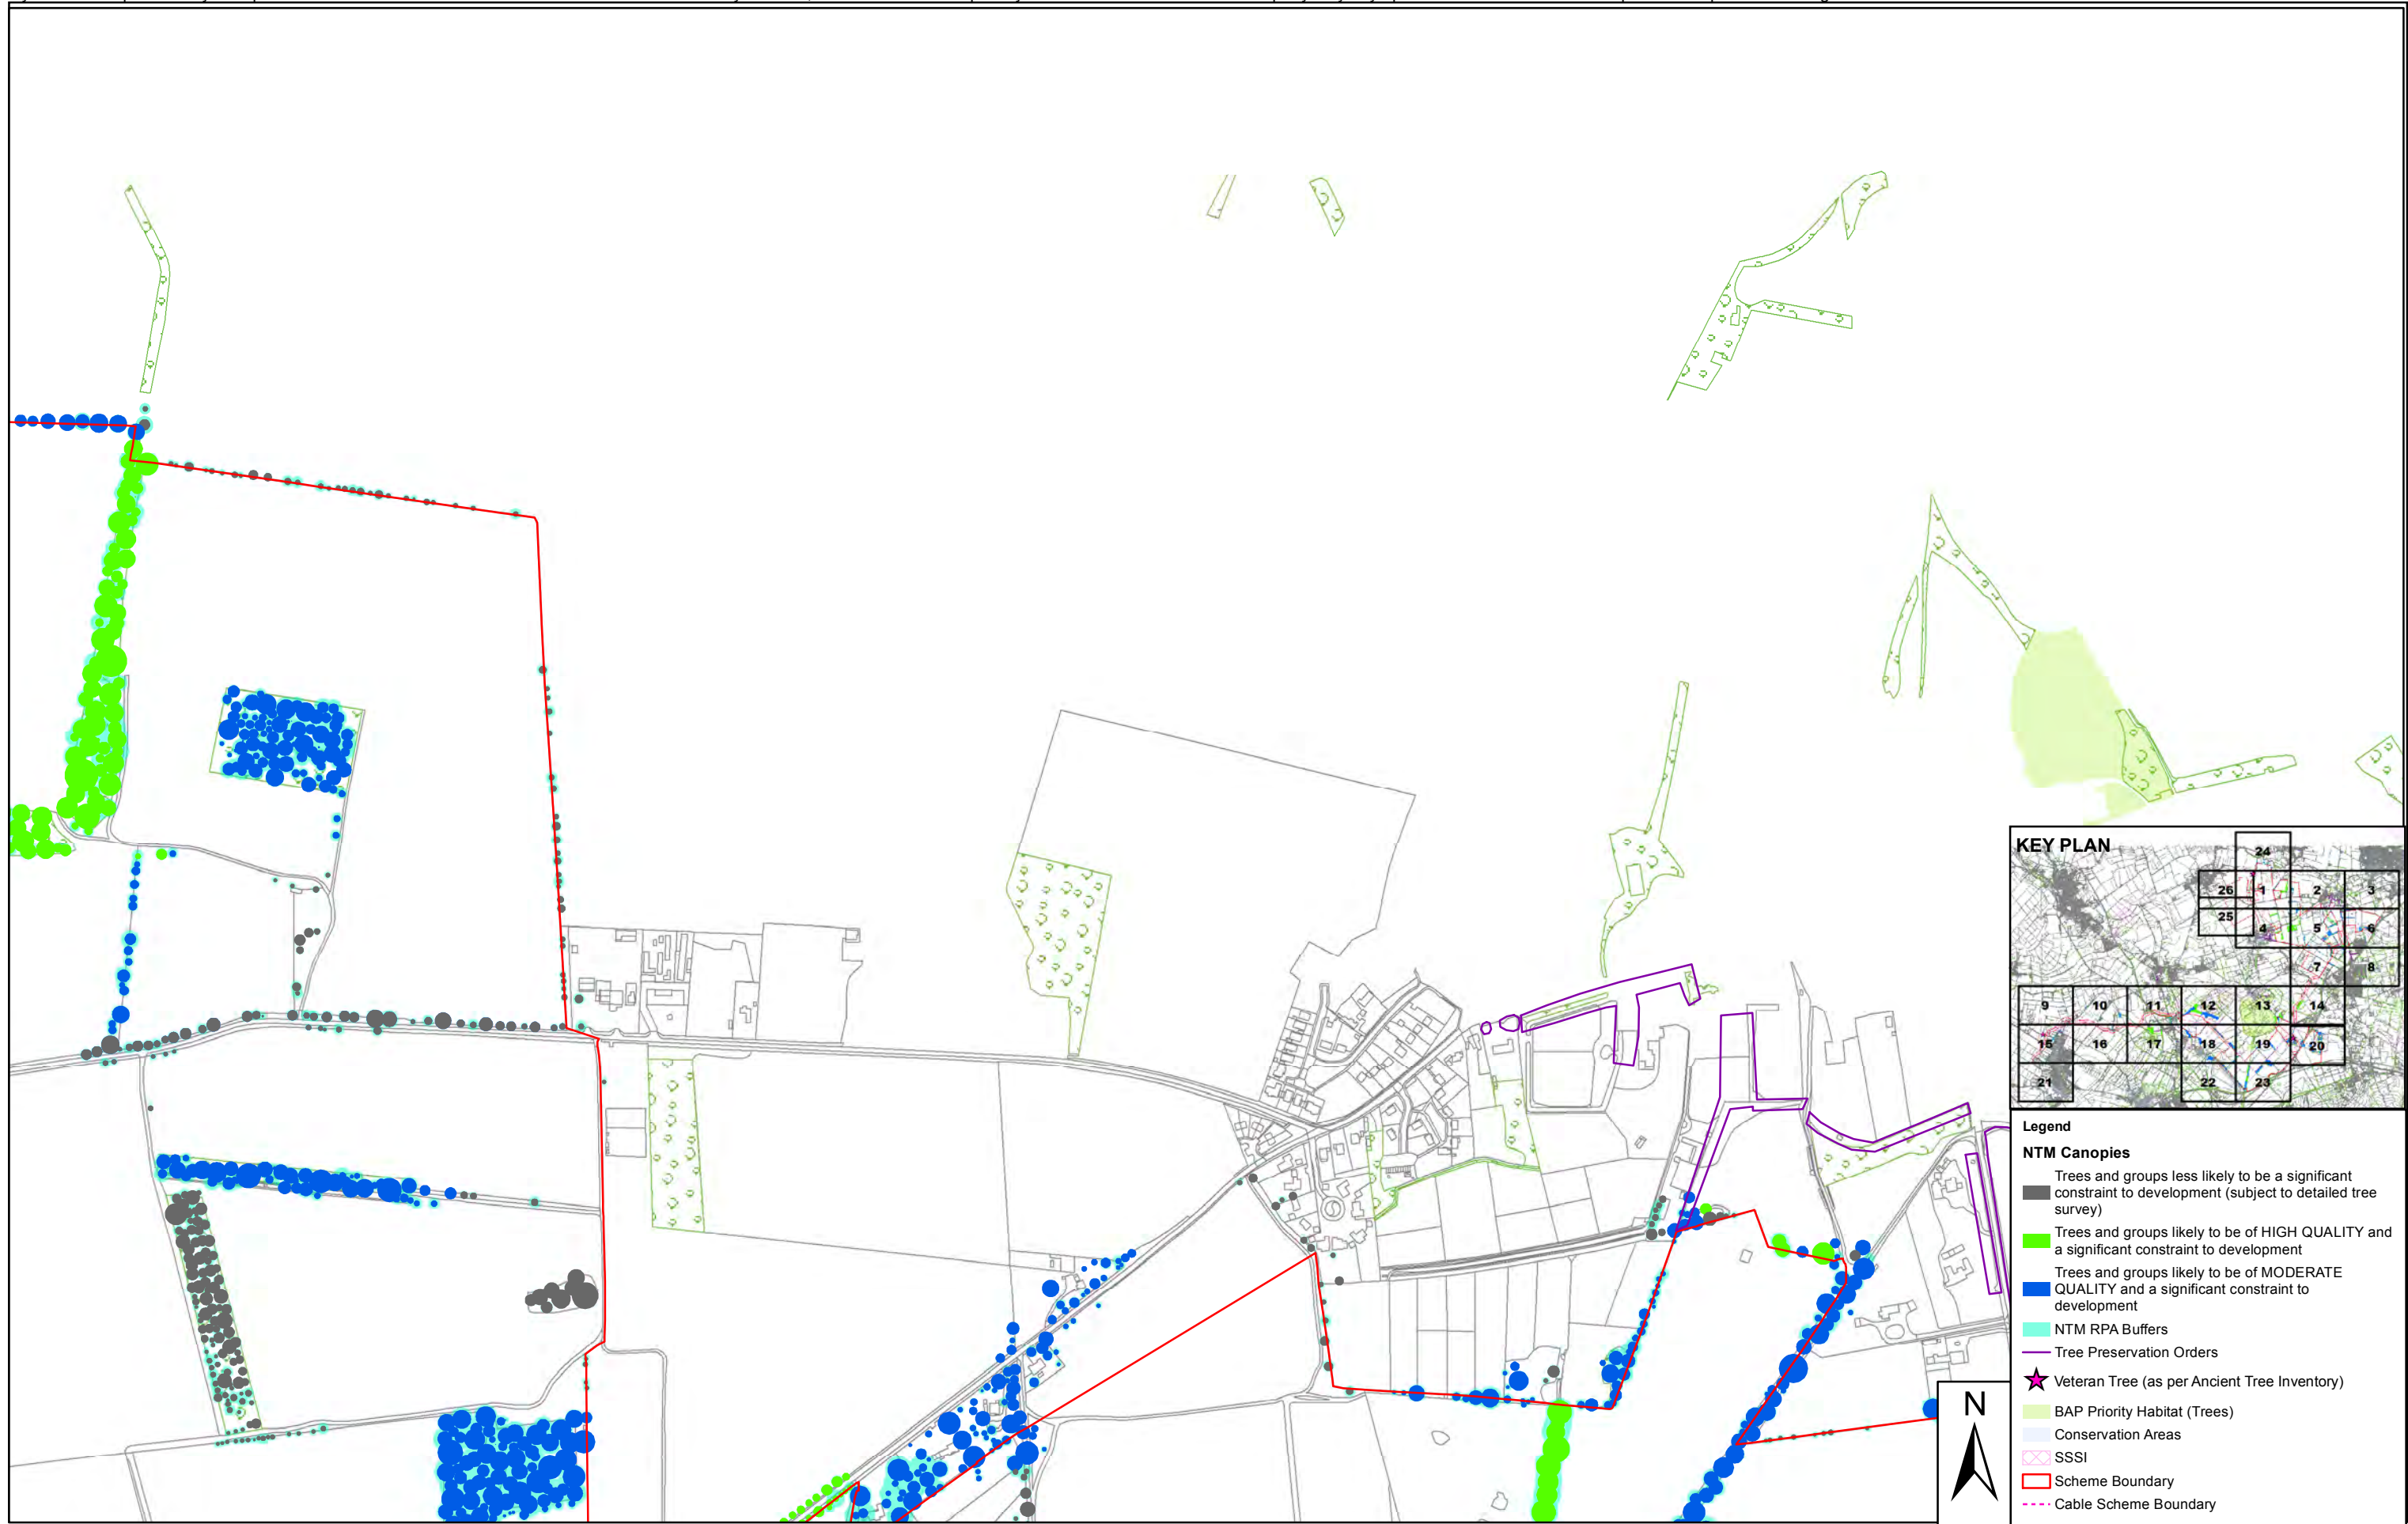 KEY PLAN
24
26 1 2 3
25 4 5 6
7 8
9 10 11 12 13 14
15 16 17 18 19 20
21 22 23
Legend
NTM Canopies
Trees and groups less likely to be a significant
constraint to development (subject to detailed tree
survey)
Trees and groups likely to be of HIGH QUALITY and
a significant constraint to development
Trees and groups likely to be of MODERATE
QUALITY and a significant constraint to
development
NTM RPA Buffers
Tree Preservation Orders
Veteran Tree (as per Ancient Tree Inventory)
BAP Priority Habitat (Trees)
Conservation Areas
SSSI
Scheme Boundary
Cable Scheme Boundary
N